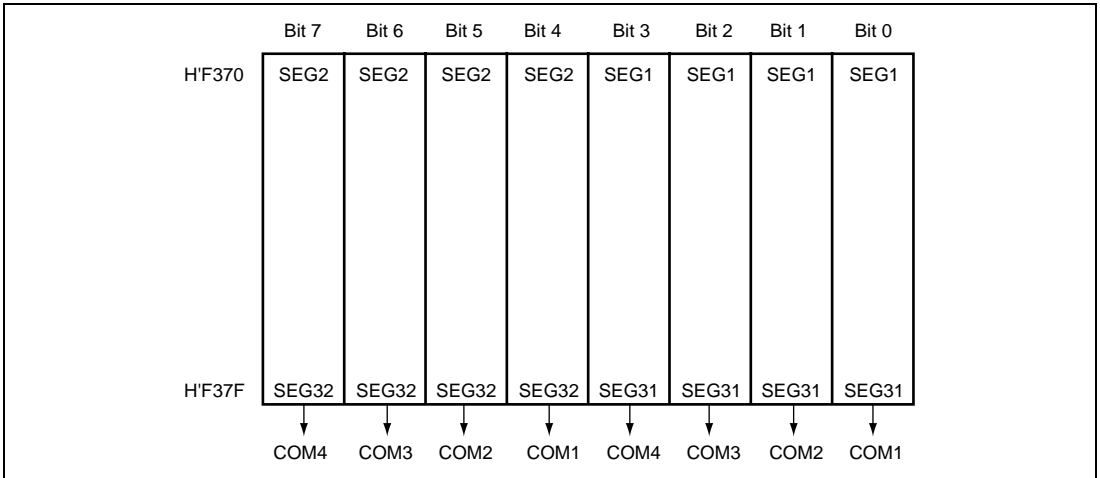 Bit 7 Bit 6 Bit 5 Bit 4 Bit 3 Bit 2 Bit 1 Bit 0
H'F370 SEG2 SEG2 SEG2 SEG2 SEG1 SEG1 SEG1 SEG1
H'F37F SEG32 SEG32 SEG32 SEG32 SEG31 SEG31 SEG31 SEG31
COM4 COM3 COM2 COM1 COM4 COM3 COM2 COM1